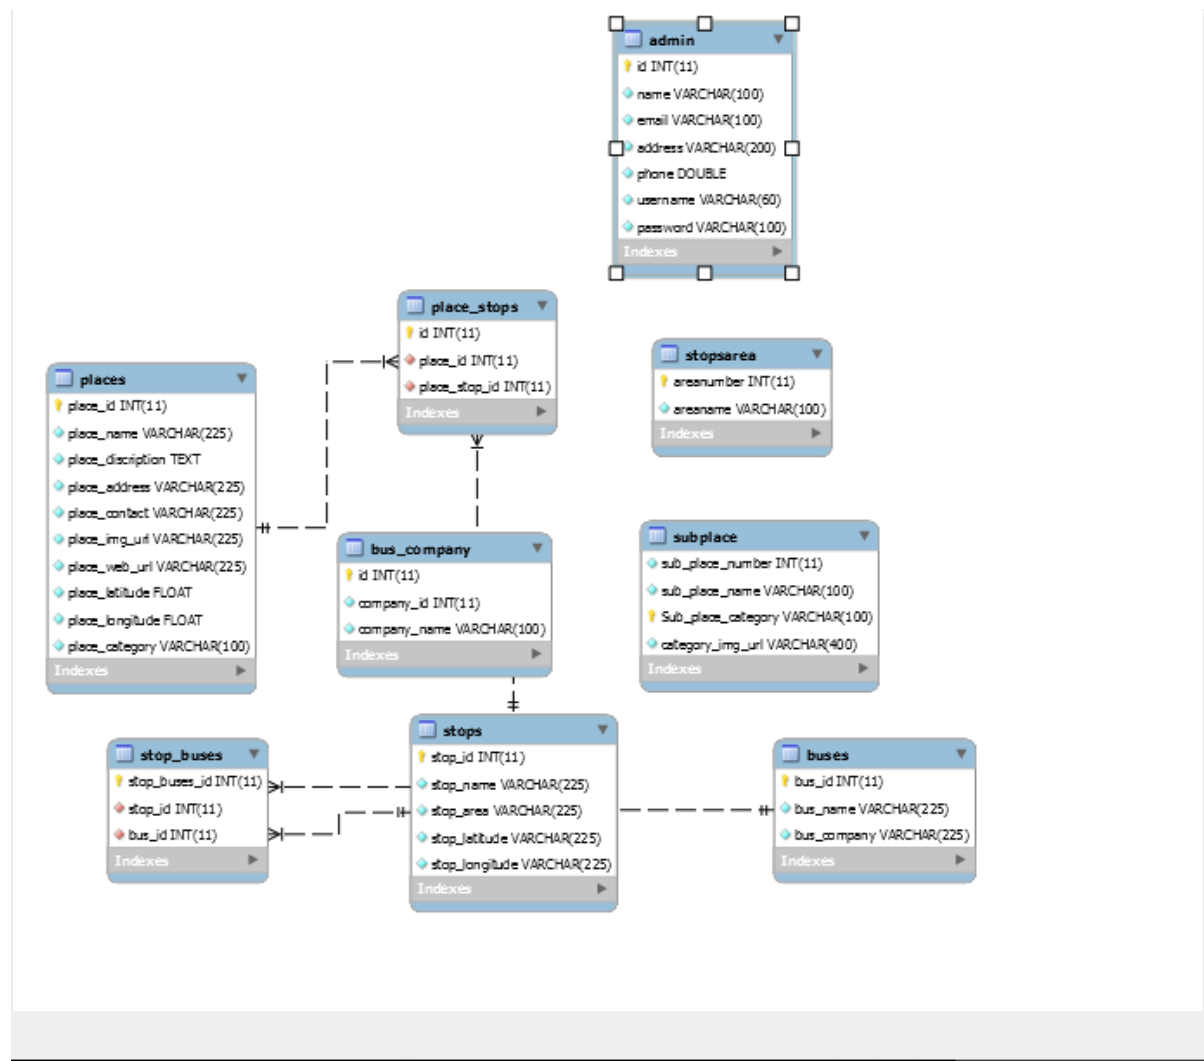 admin
id INT(11)
name VARCHAR(100)
email VARCHAR(100)
address VARCHAR(200)
phone DOUBLE
username VARCHAR(60)
password VARCHAR(100)
Indexes
place_stops
id INT(11)
place_id INT(11)
place_stop_id INT(11)
Indexes
stopsarea
areanumber INT(11)
areaname VARCHAR(100)
Indexes
places
place_id INT(11)
place_name VARCHAR(225)
place_discription TEXT
place_address VARCHAR(225)
place_contact VARCHAR(225)
place_img_url VARCHAR(225)
place_web_url VARCHAR(225)
place_latitude FLOAT
place_longitude FLOAT
place_category VARCHAR(100)
Indexes
bus_company
id INT(11)
company_id INT(11)
company_name VARCHAR(100)
Indexes
subplace
sub_place_number INT(11)
sub_place_name VARCHAR(100)
Sub_place_category VARCHAR(100)
category_img_url VARCHAR(400)
Indexes
stop_buses
stop_buses_id INT(11)
stop_id INT(11)
bus_id INT(11)
Indexes
stops
stop_id INT(11)
stop_name VARCHAR(225)
stop_area VARCHAR(225)
stop_latitude VARCHAR(225)
stop_longitude VARCHAR(225)
Indexes
buses
bus_id INT(11)
bus_name VARCHAR(225)
bus_company VARCHAR(225)
Indexes